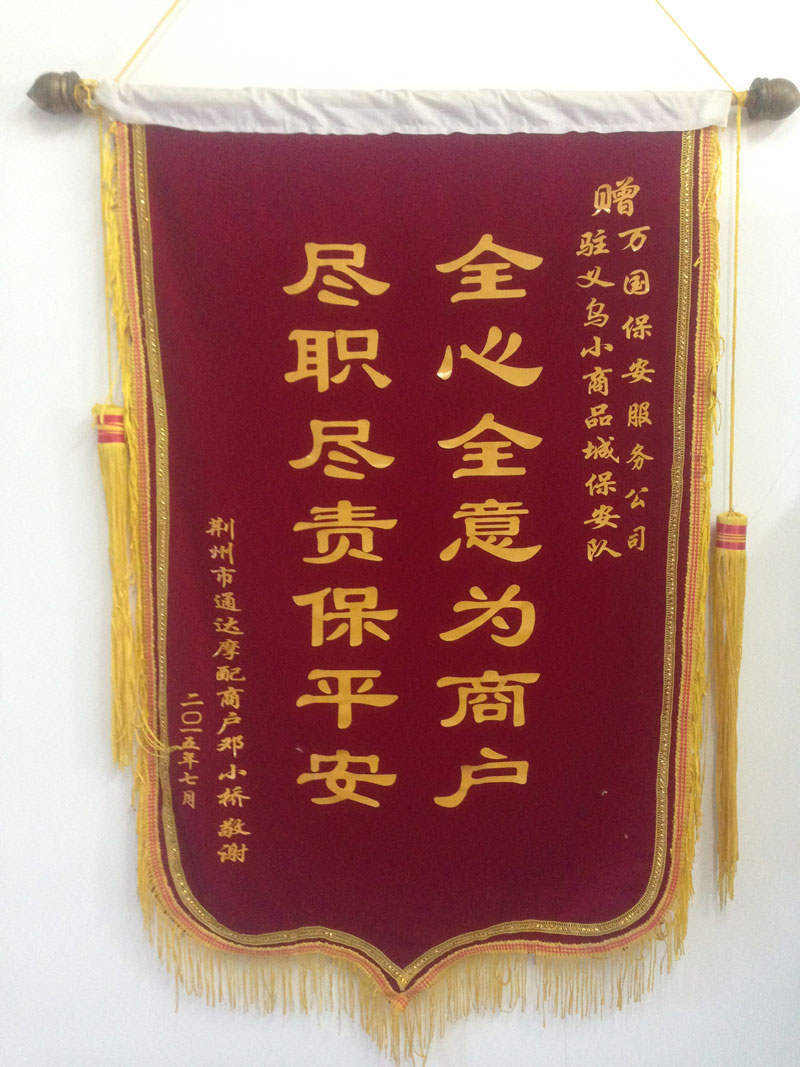 赠万国保安服务公司
驻义乌小商品城保安队
全心全意为商户
尽职尽责保平安
荆州市通达摩配商户邓小桥敬谢
二〇一五年七月